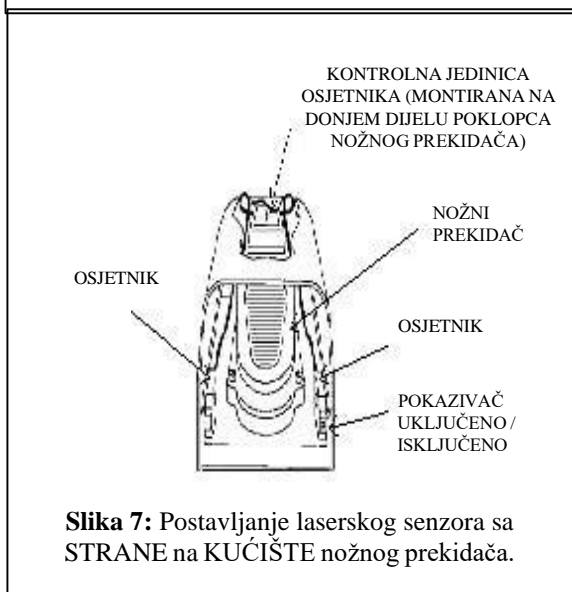 KONTROLNA JEDINICA
OSJETNIKA (MONTIRANA NA
DONJEM DIJELU POKLOPCA
NOŽNOG PREKIDAČA)
NOŽNI
PREKIDAČ
OSJETNIK
OSJETNIK
POKAZIVAČ
UKLJUČENO /
ISKLJUČENO
Slika 7: Postavljanje laserskog senzora sa
STRANE na KUĆIŠTE nožnog prekidača.